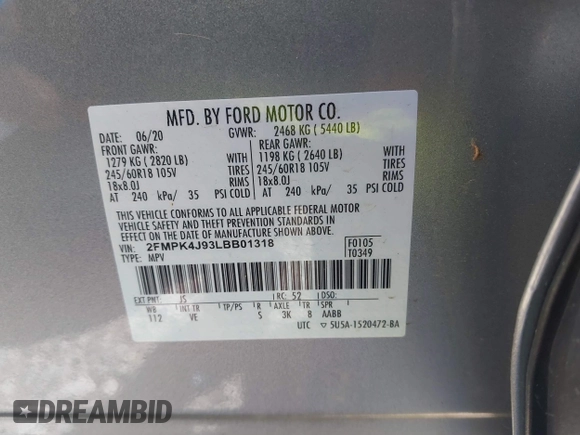 MFD. BY FORD MOTOR CO.
DATE: 06/20 GVWR: 2468 KG ( 5440 LB)
FRONT GAWR: REAR GAWR:
1279 KG ( 2820 LB) WITH 1198 KG ( 2640 LB) WITH
245/60R18 105V TIRES 245/60R18 105V TIRES
18x8.0J RIMS 18x8.0J RIMS
AT 240 kPa/ 35 PSI COLD AT 240 kPa/ 35 PSI COLD
THIS VEHICLE CONFORMS TO ALL APPLICABLE FEDERAL MOTOR
VEHICLE SAFETY AND THEFT PREVENTION STANDARDS
IN EFFECT ON THE DATE OF MANUFACTURE SHOWN ABOVE.
VIN: 2FMPK4J93LBB01318 F0105
TYPE: MPV T0349
EXT PNT: JS RC: 52 DSO:
WB INT TR TP/PS R AXLE TR SPR
112 VE S 3K 8 AABB
UTC 5U5A-1520472-BA
DREAMBID